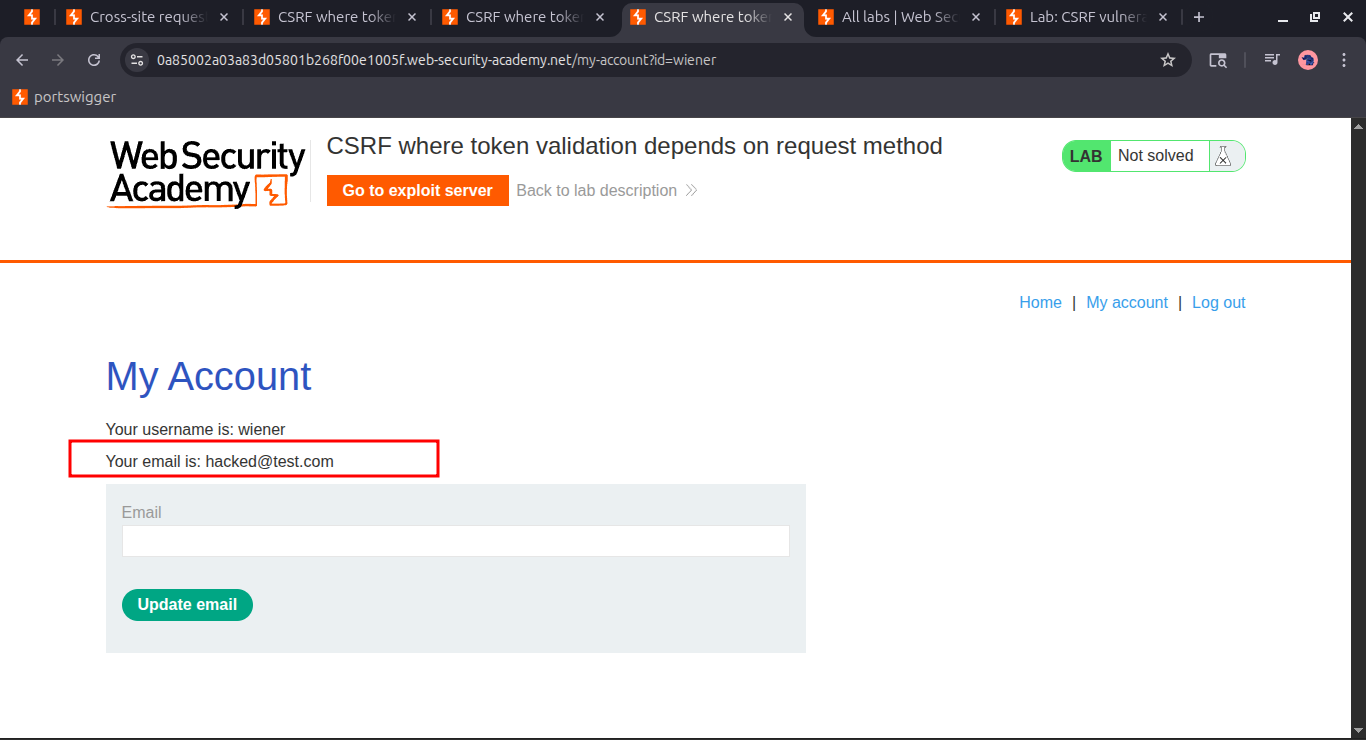 Cross-site reques
CSRF where toke
CSRF where toke
CSRF where toke
All labs | Web Sec
Lab: CSRF vulnera
0a85002a03a83d05801b268f00e1005f.web-security-academy.net/my-account?id=wiener
portswigger
Web Security
Academy
CSRF where token validation depends on request method
Go to exploit server
Back to lab description
LAB
Not solved
Home | My account | Log out
My Account
Your username is: wiener
Your email is: hacked@test.com
Email
Update email